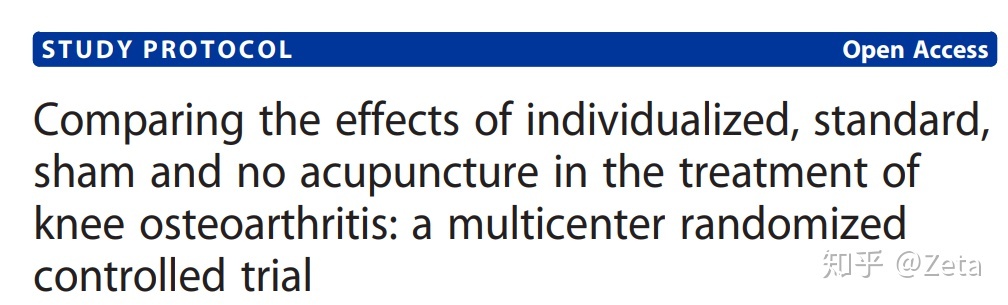 STUDY PROTOCOL Open Access
Comparing the effects of individualized, standard,
sham and no acupuncture in the treatment of
knee osteoarthritis: a multicenter randomized
controlled trial
知乎 @Zeta